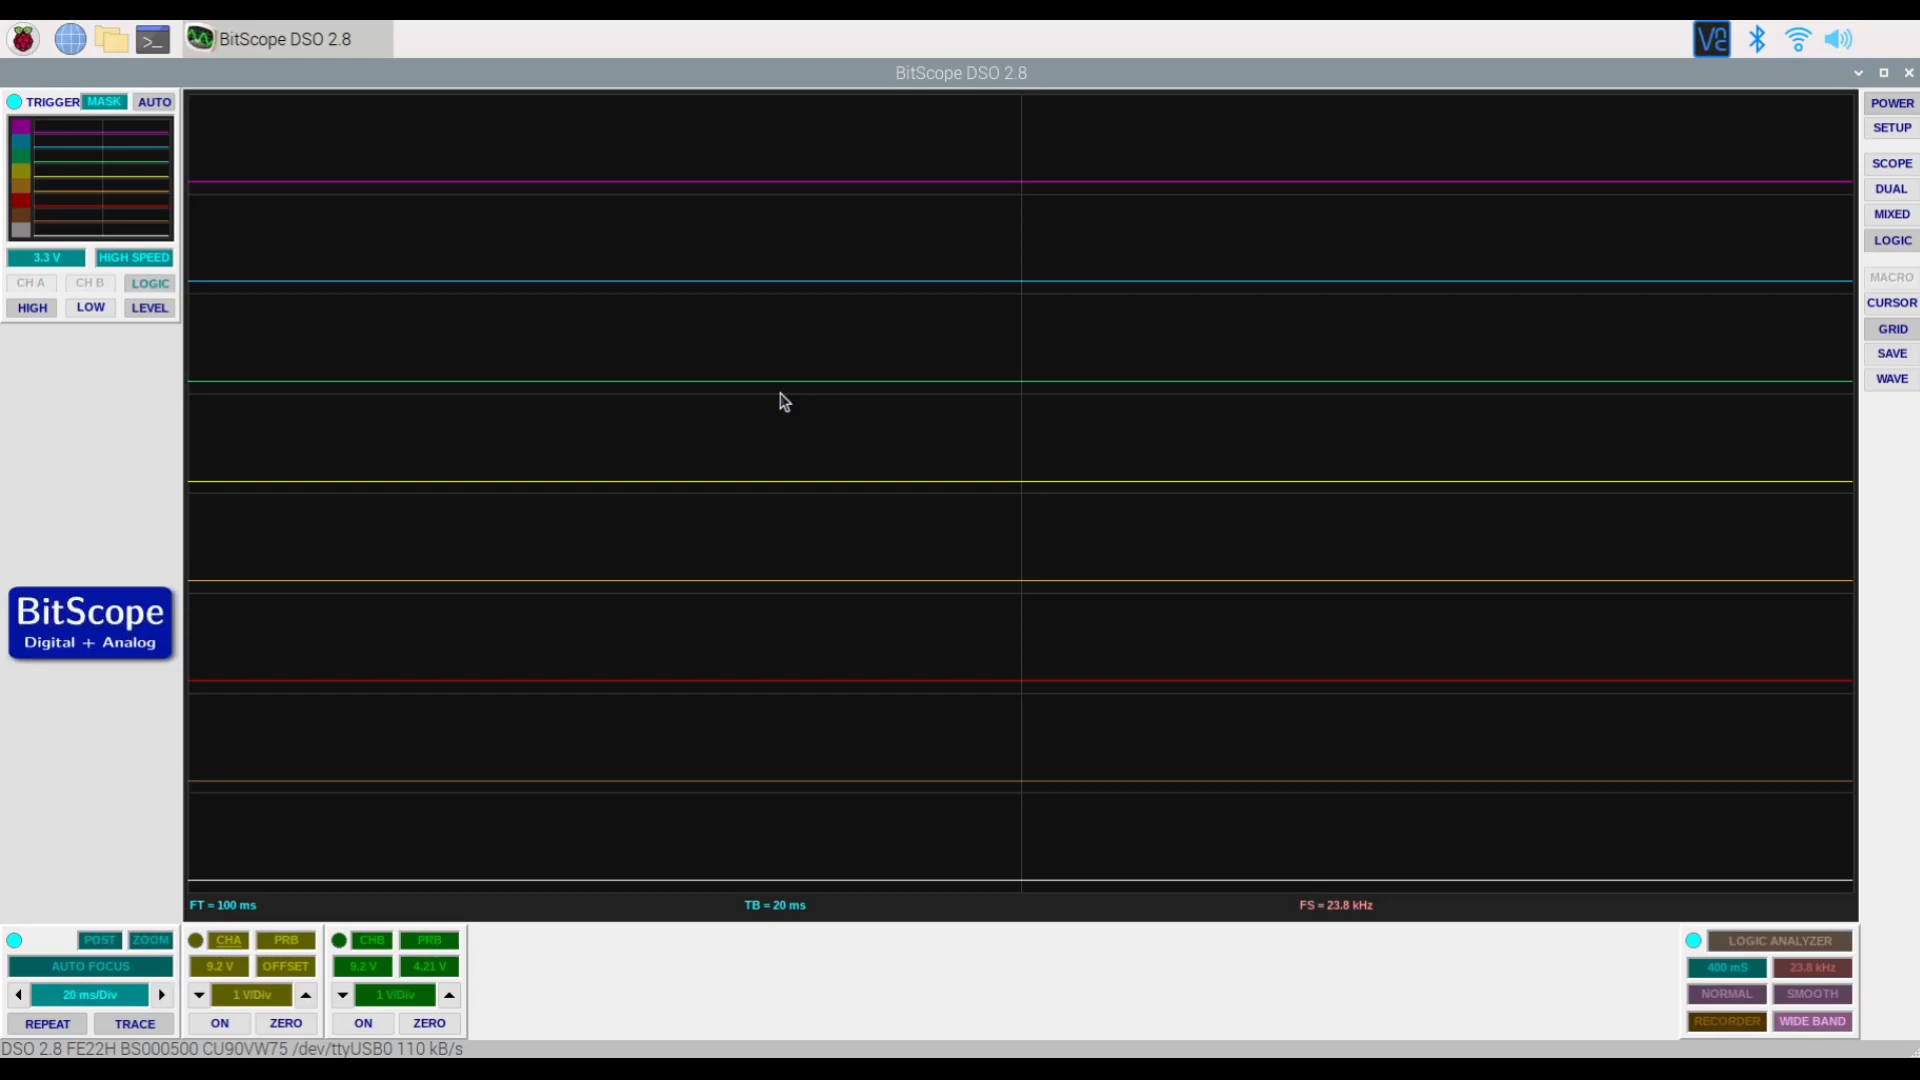 BitScope DSO 2.8
BitScope DSO 2.8
TRIGGER MASK AUTO
3.3 V HIGH SPEED
CH A CH B LOGIC
HIGH LOW LEVEL
BitScope
Digital + Analog
POWER
SETUP
SCOPE
DUAL
MIXED
LOGIC
MACRO
CURSOR
GRID
SAVE
WAVE
FT = 100 ms TB = 20 ms FS = 23.8 kHz
POST ZOOM
AUTO FOCUS
20 ms/Div
REPEAT TRACE
CHA PRB
9.2 V OFFSET
1 V/Div
ON ZERO
CHB PRB
9.2 V 4.21 V
1 V/Div
ON ZERO
LOGIC ANALYZER
400 mS 23.8 kHz
NORMAL SMOOTH
RECORDER WIDE BAND
DSO 2.8 FE22H BS000500 CU90VW75 /dev/ttyUSB0 110 kB/s